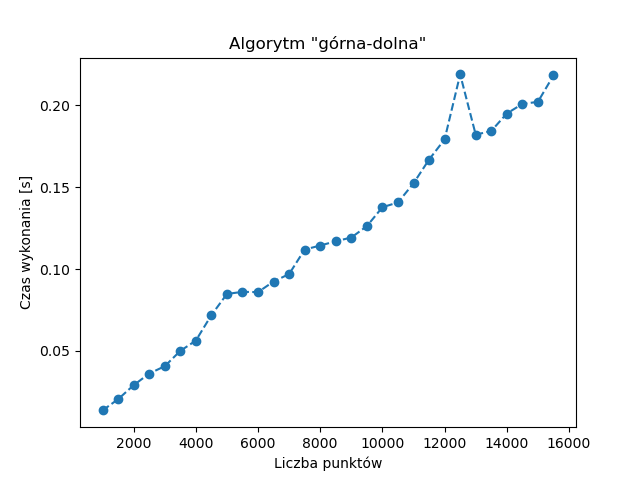 Algorytm "górna-dolna"
Czas wykonania [s]
0.20
0.15
0.10
0.05
2000 4000 6000 8000 10000 12000 14000 16000
Liczba punktów